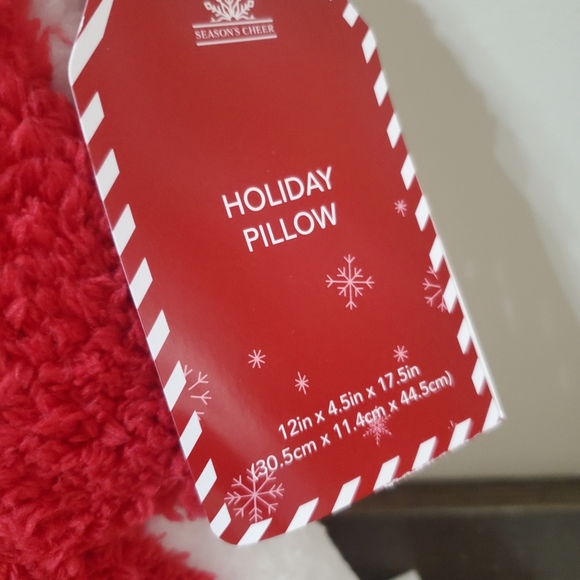 SEASON'S CHEER
HOLIDAY
PILLOW
12in x 4.5in x 17.5in
(30.5cm x 11.4cm x 44.5cm)